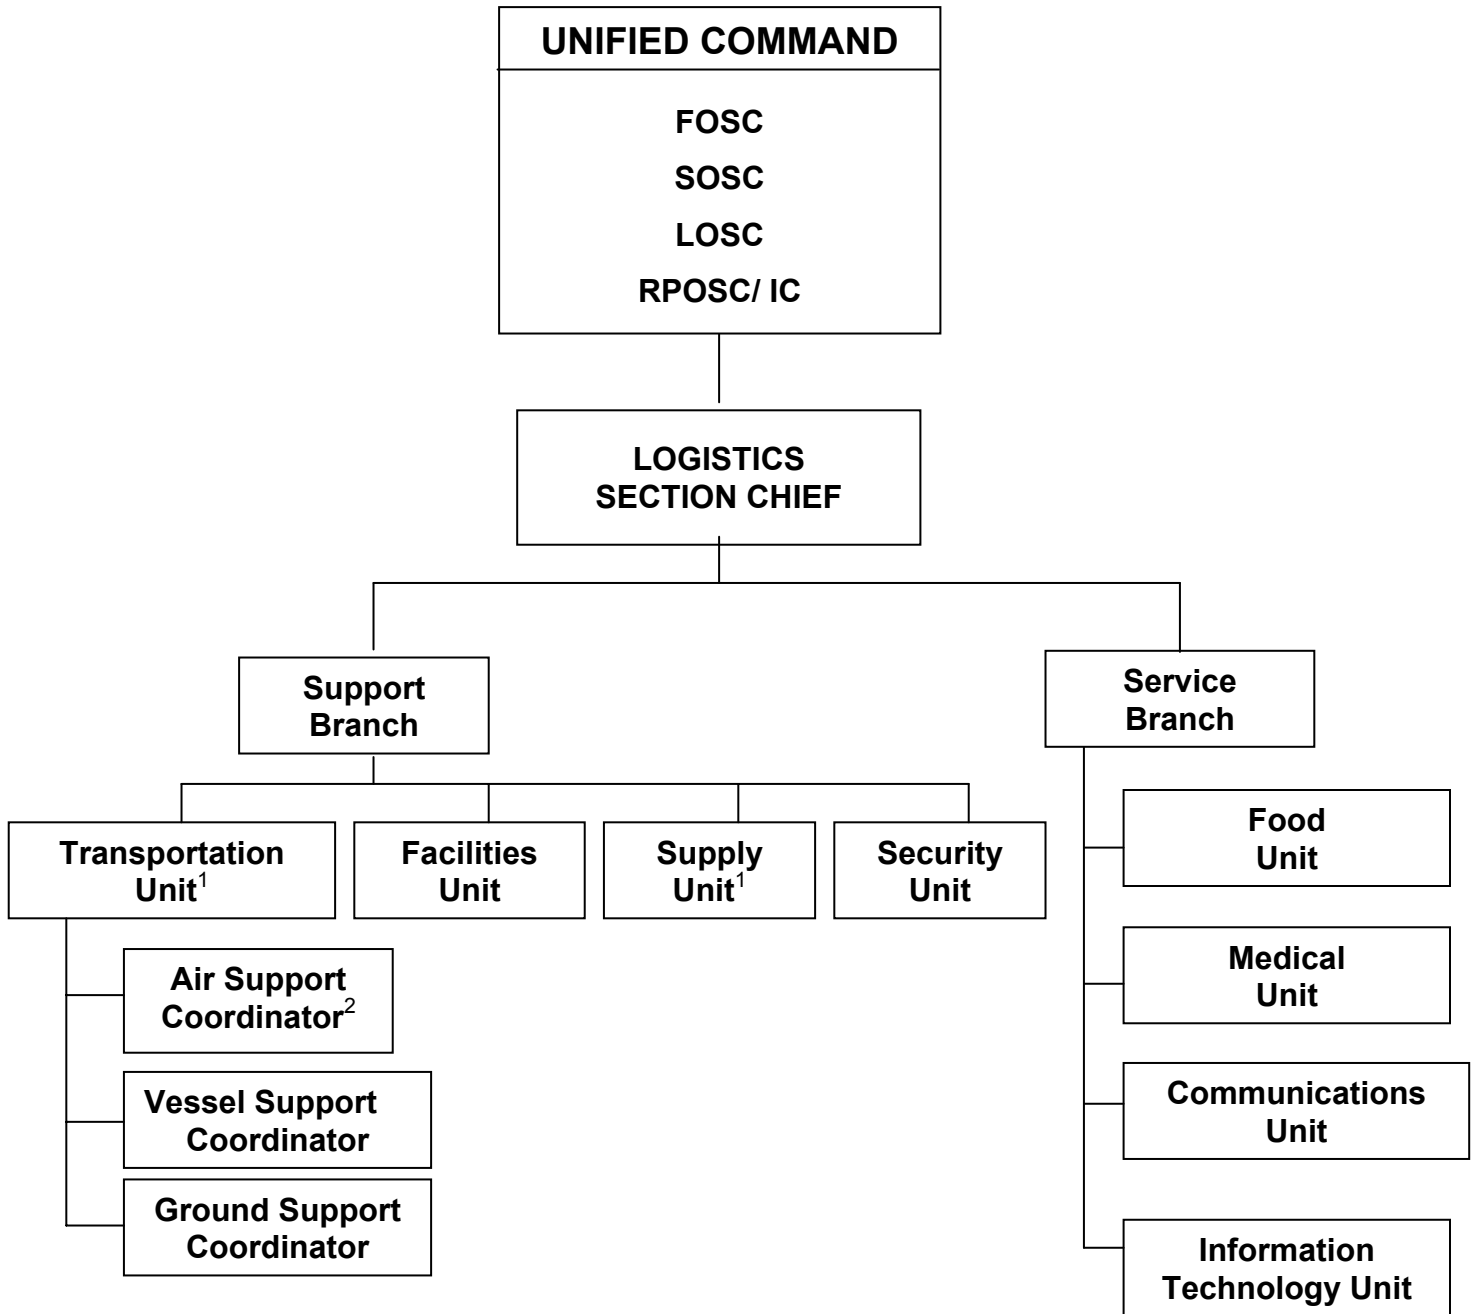 UNIFIED COMMAND
FOSC
SOSC
LOSC
RPOSC/ IC
LOGISTICS
SECTION CHIEF
Support
Branch
Service
Branch
Transportation
Unit¹
Facilities
Unit
Supply
Unit¹
Security
Unit
Air Support
Coordinator²
Vessel Support
Coordinator
Ground Support
Coordinator
Food
Unit
Medical
Unit
Communications
Unit
Information
Technology Unit